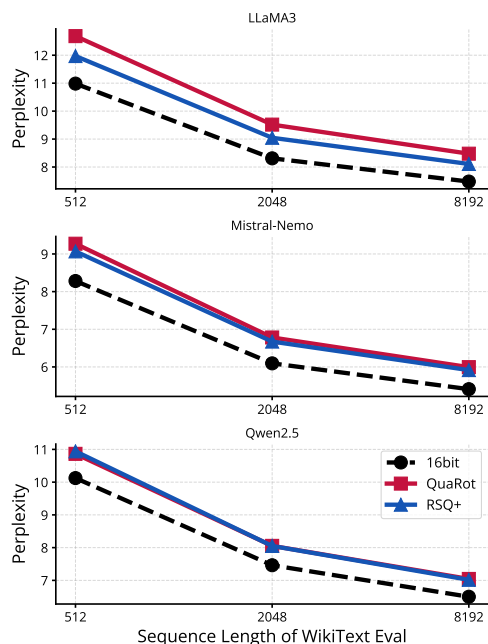 LLaMA3
Perplexity
12
11
10
9
8
512
2048
8192
Mistral-Nemo
Perplexity
9
8
7
6
512
2048
8192
Qwen2.5
Perplexity
11
10
9
8
7
16bit
QuaRot
RSQ+
512
2048
8192
Sequence Length of WikiText Eval